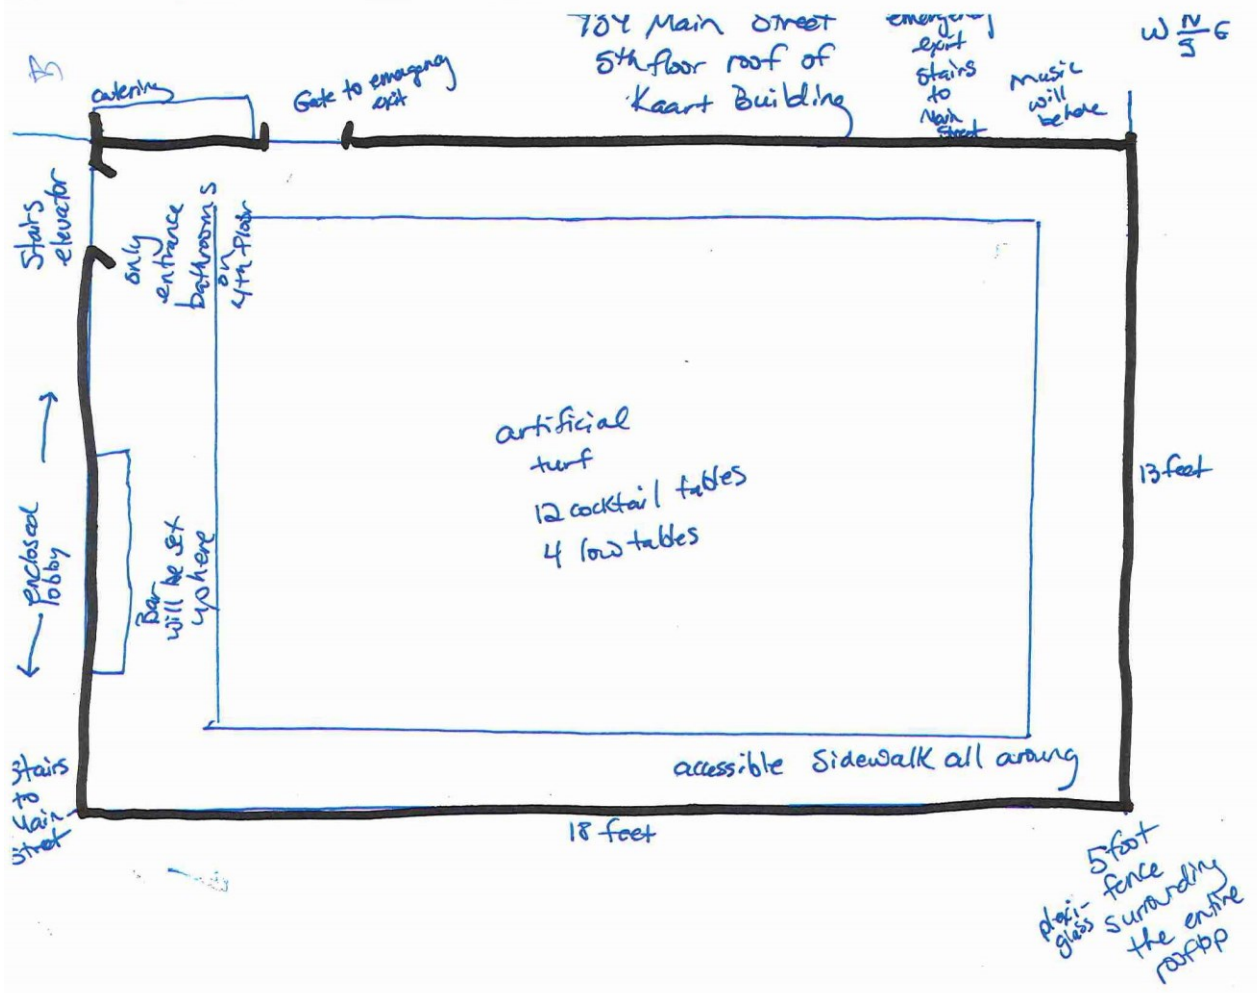 704 Main Street
5th floor roof of
Kaart Building
emergency
exit
stairs
to
Main
Street
music
will
be here
N
W E
S
catering
Gate to emergency
exit
Stairs
elevator
only
entrance
bathrooms
on
4th floor
artificial
turf
12 cocktail tables
4 low tables
13 feet
enclosed
lobby
Bar
will be set
up here
accessible sidewalk all around
Stairs
to
Main
Street
18 feet
5 foot
plexi-
glass
fence
surrounding
the entire
rooftop